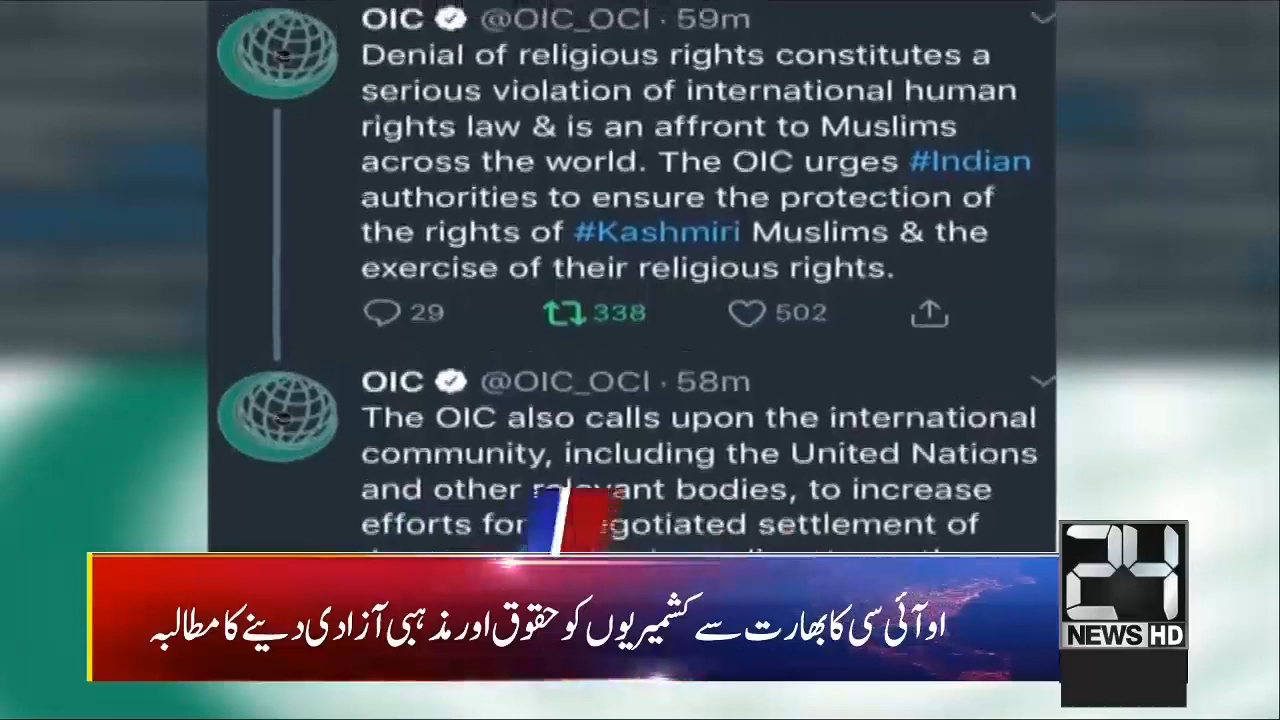 OIC @OIC_OCI · 59m
Denial of religious rights constitutes a
serious violation of international human
rights law & is an affront to Muslims
across the world. The OIC urges #Indian
authorities to ensure the protection of
the rights of #Kashmiri Muslims & the
exercise of their religious rights.
29 338 502
OIC @OIC_OCI · 58m
The OIC also calls upon the international
community, including the United Nations
and other relevant bodies, to increase
efforts for settlement of
او آئی سی کا بھارت سے کشمیریوں کو حقوق اور مذہبی آزادی دینے کا مطالبہ
24
NEWS HD